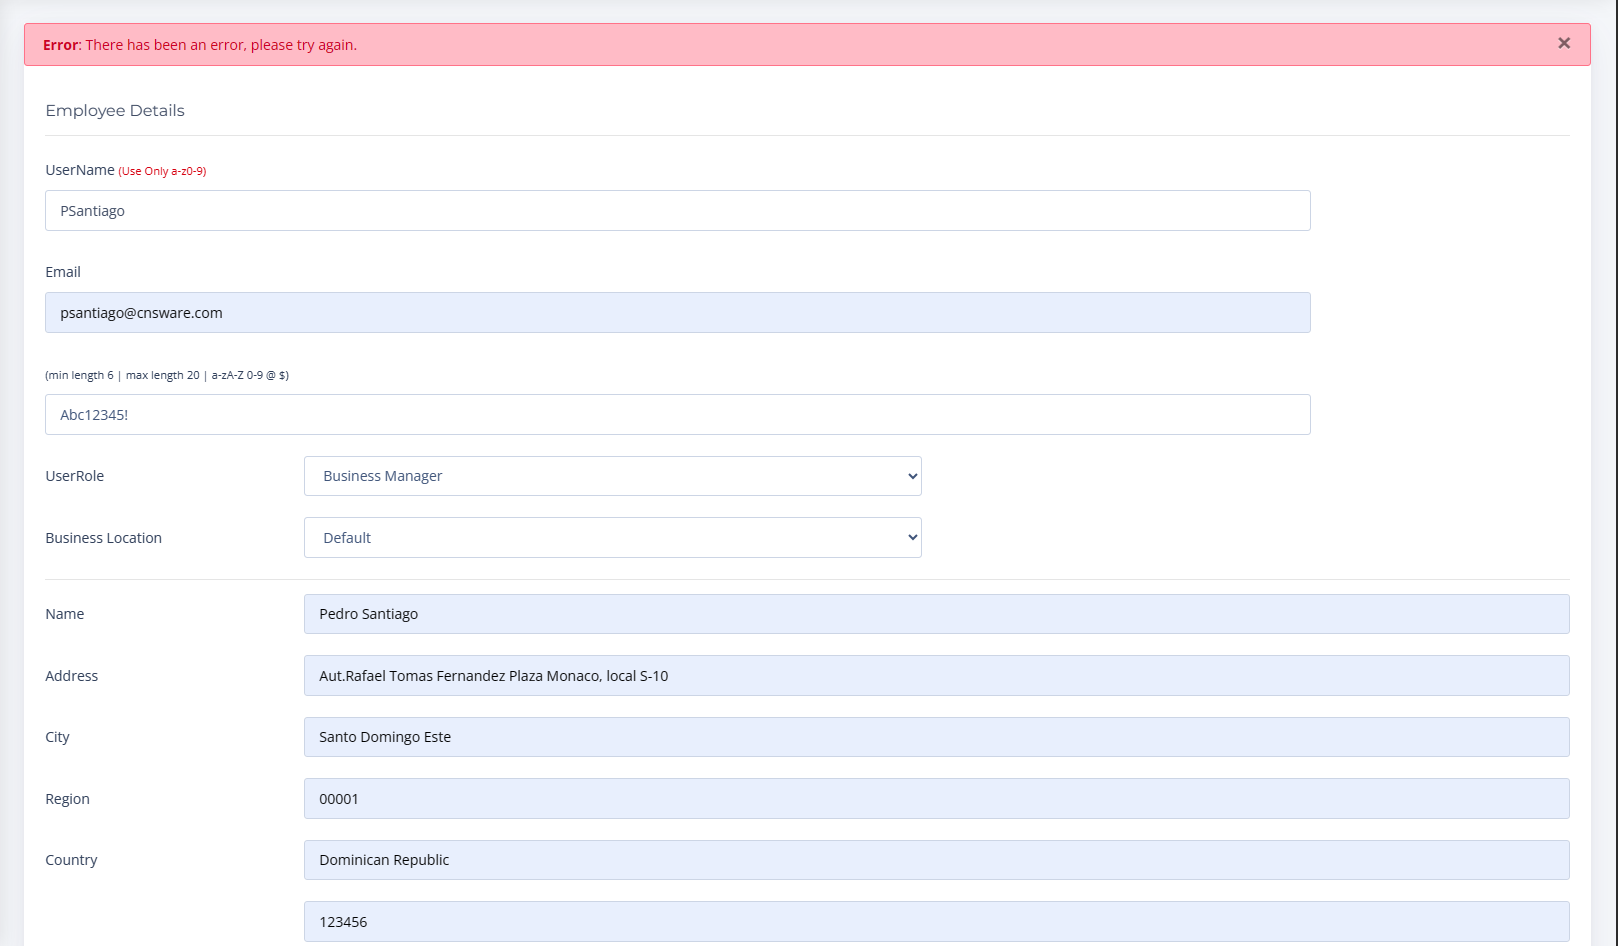 Error: There has been an error, please try again.
×
Employee Details
UserName (Use Only a-z0-9)
PSantiago
Email
psantiago@cnsware.com
(min length 6 | max length 20 | a-zA-Z 0-9 @ $)
Abc12345!
UserRole Business Manager
Business Location Default
Name Pedro Santiago
Address Aut.Rafael Tomas Fernandez Plaza Monaco, local S-10
City Santo Domingo Este
Region 00001
Country Dominican Republic
123456